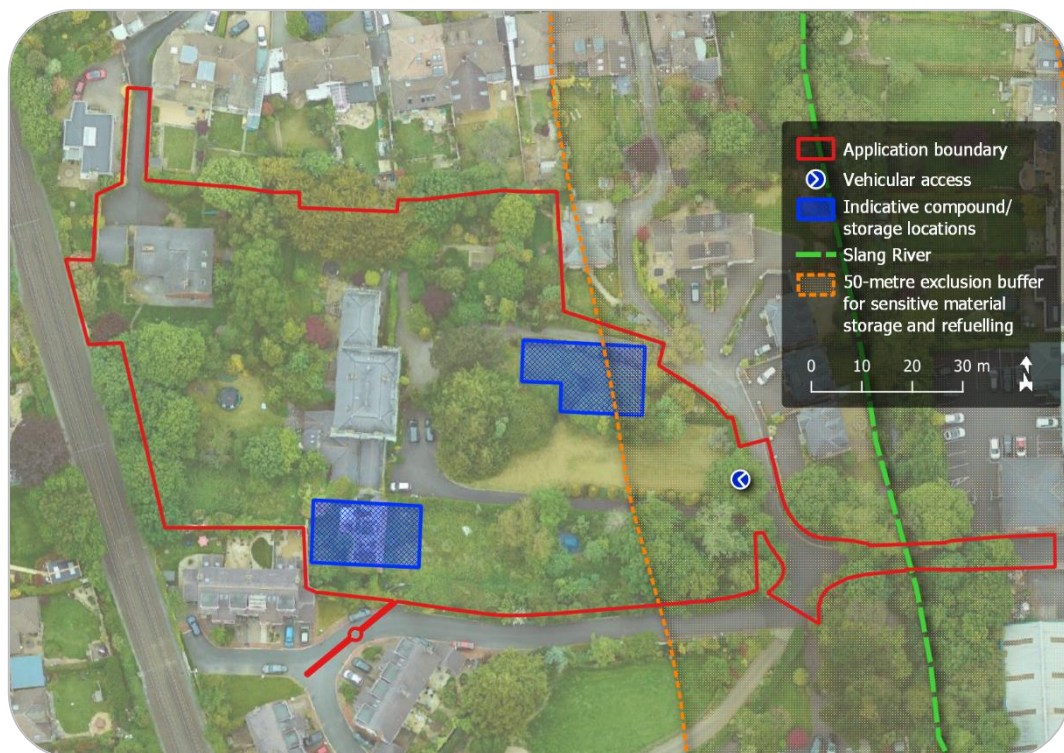 Application boundary
Vehicular access
Indicative compound/
storage locations
Slang River
50-metre exclusion buffer
for sensitive material
storage and refuelling
0 10 20 30 m